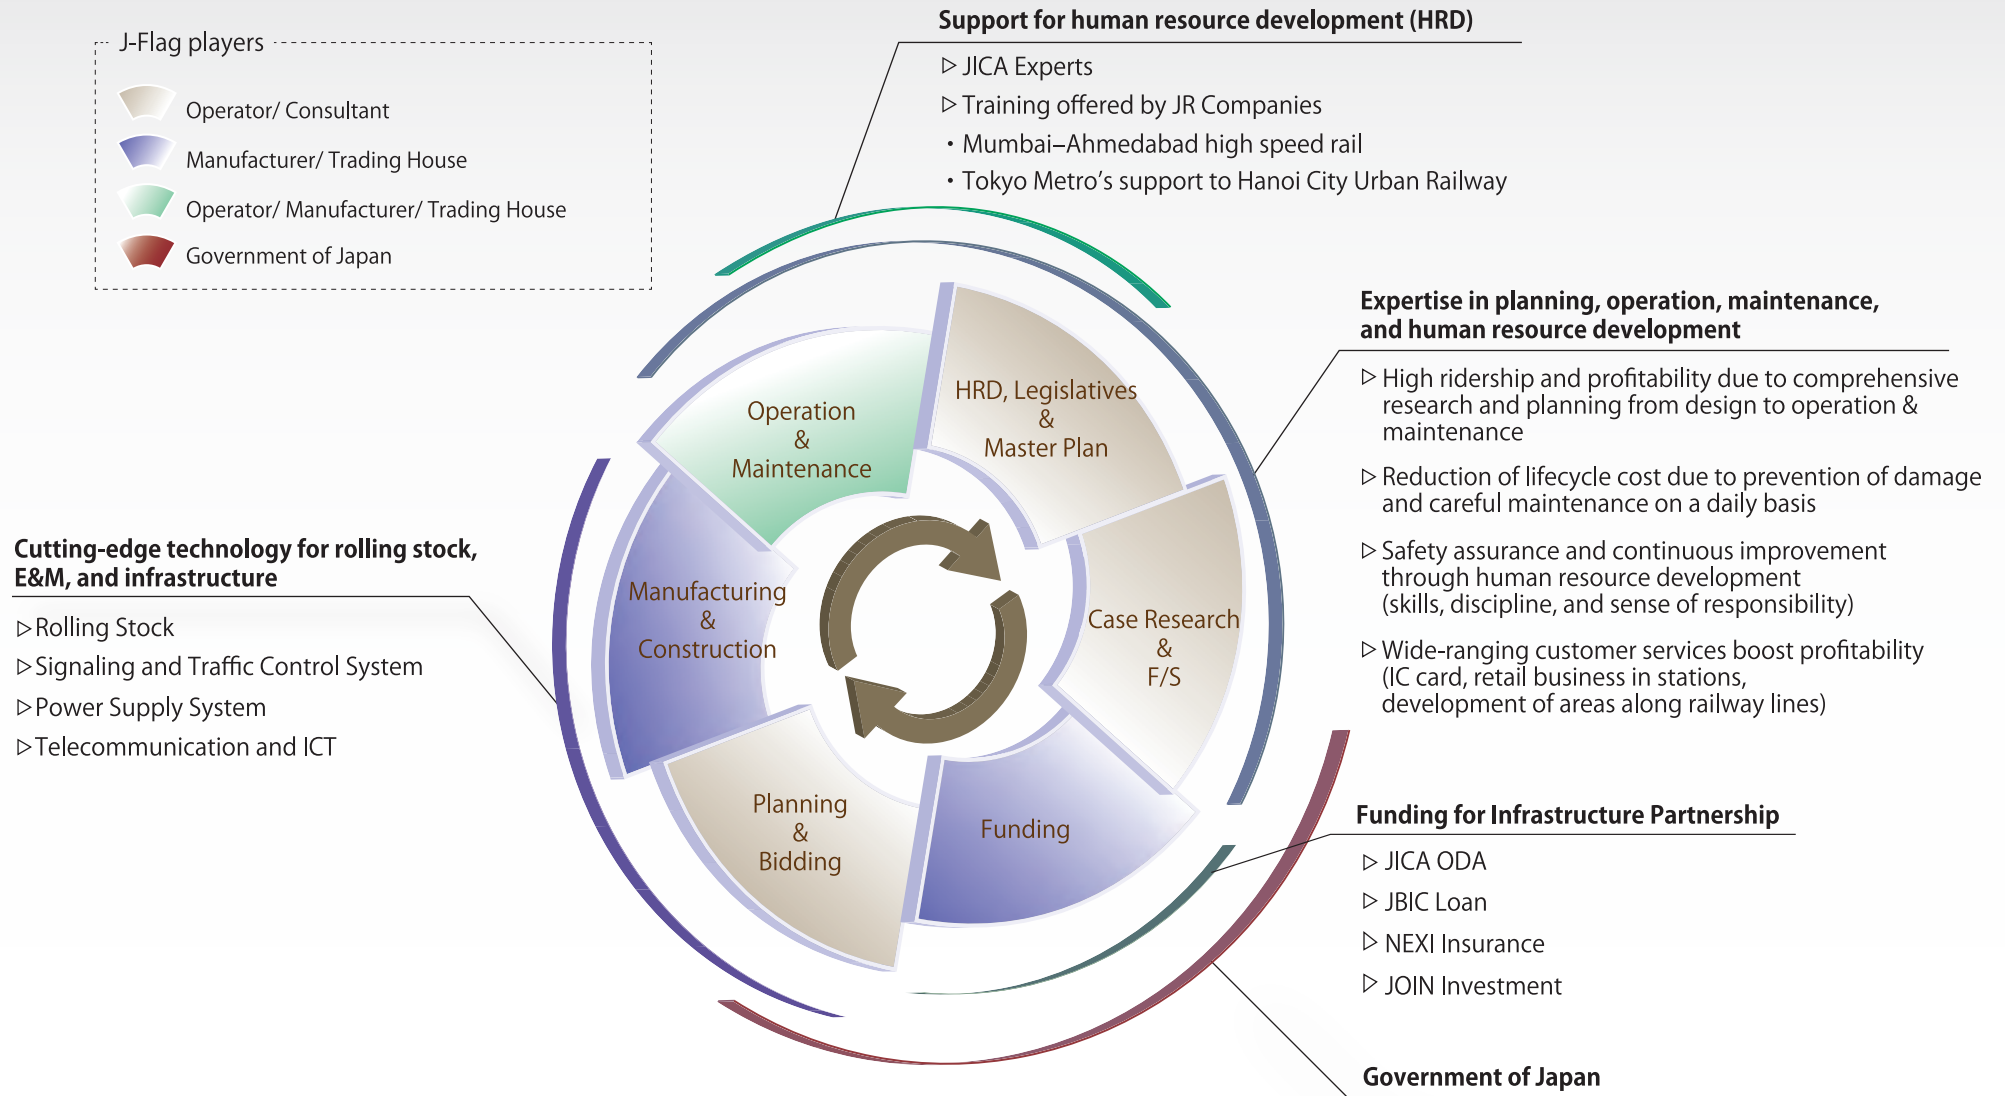 J-Flag players
Operator/ Consultant
Manufacturer/ Trading House
Operator/ Manufacturer/ Trading House
Government of Japan
Support for human resource development (HRD)
▷ JICA Experts
▷ Training offered by JR Companies
・Mumbai–Ahmedabad high speed rail
・Tokyo Metro's support to Hanoi City Urban Railway
Expertise in planning, operation, maintenance,
and human resource development
▷ High ridership and profitability due to comprehensive
research and planning from design to operation &
maintenance
▷ Reduction of lifecycle cost due to prevention of damage
and careful maintenance on a daily basis
▷ Safety assurance and continuous improvement
through human resource development
(skills, discipline, and sense of responsibility)
▷ Wide-ranging customer services boost profitability
(IC card, retail business in stations,
development of areas along railway lines)
Cutting-edge technology for rolling stock,
E&M, and infrastructure
▷Rolling Stock
▷Signaling and Traffic Control System
▷Power Supply System
▷Telecommunication and ICT
HRD, Legislatives
&
Master Plan
Case Research
&
F/S
Funding
Planning
&
Bidding
Manufacturing
&
Construction
Operation
&
Maintenance
Funding for Infrastructure Partnership
▷ JICA ODA
▷ JBIC Loan
▷ NEXI Insurance
▷ JOIN Investment
Government of Japan